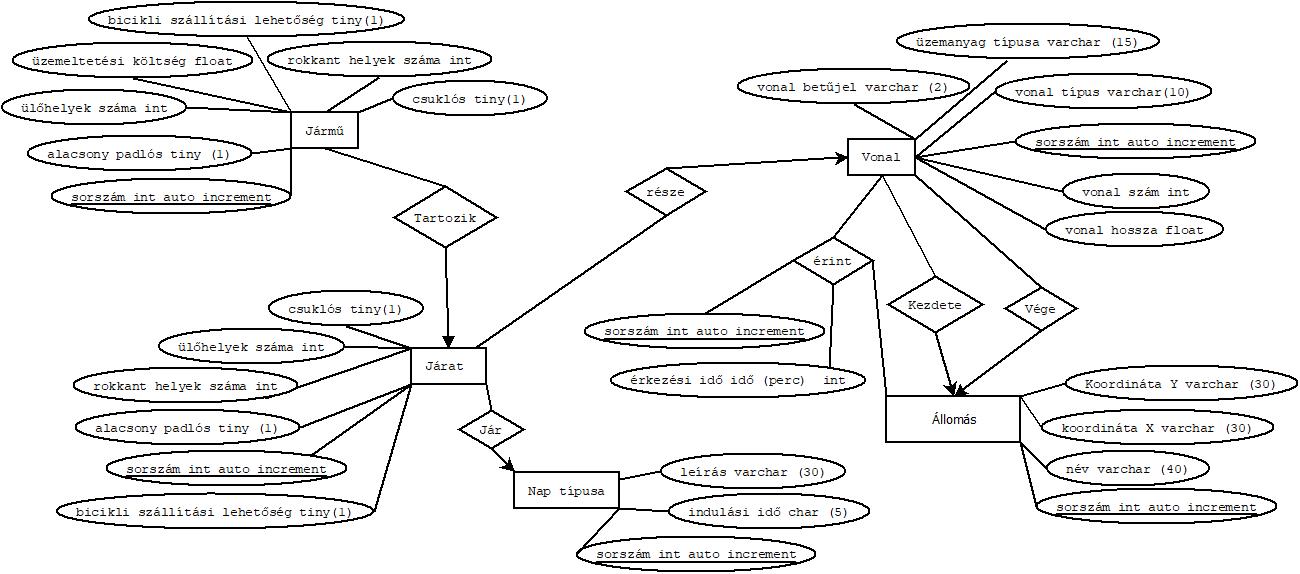 bicikli szállítási lehetőség tiny(1)
üzemeltetési költség float
rokkant helyek száma int
ülőhelyek száma int
csuklós tiny(1)
Jármű
alacsony padlós tiny (1)
sorszám int auto increment
Tartozik
része
üzemanyag típusa varchar (15)
vonal betűjel varchar (2)
vonal típus varchar(10)
sorszám int auto increment
Vonal
vonal szám int
vonal hossza float
érint
Kezdete
Vége
sorszám int auto increment
érkezési idő idő (perc) int
csuklós tiny(1)
ülőhelyek száma int
Járat
rokkant helyek száma int
alacsony padlós tiny (1)
sorszám int auto increment
bicikli szállítási lehetőség tiny(1)
Jár
Nap típusa
leírás varchar (30)
indulási idő char (5)
sorszám int auto increment
Állomás
Koordináta Y varchar (30)
koordináta X varchar (30)
név varchar (40)
sorszám int auto increment